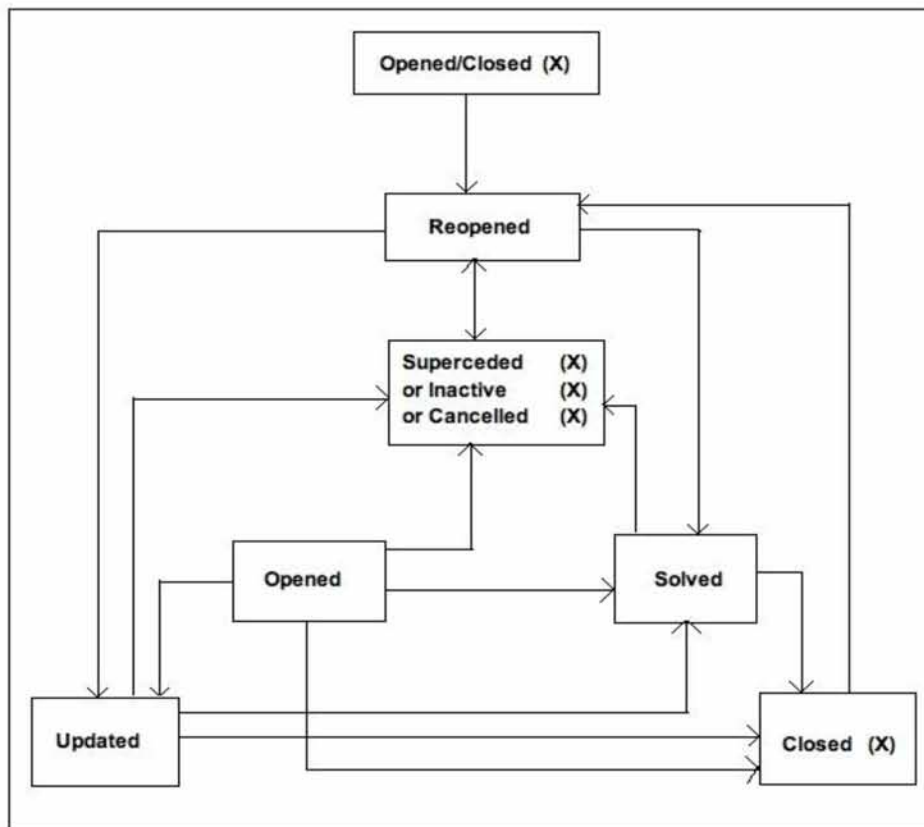 Opened/Closed (X)
Reopened
Superceded (X)
or Inactive (X)
or Cancelled (X)
Opened
Solved
Updated
Closed (X)